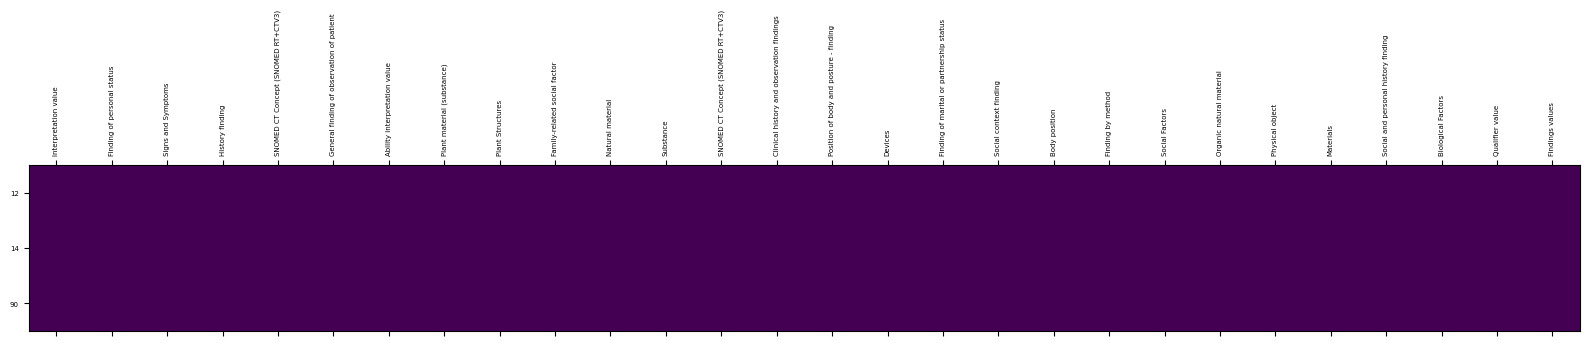 Interpretation value
Finding of personal status
Signs and Symptoms
History finding
SNOMED CT Concept (SNOMED RT+CTV3)
General finding of observation of patient
Ability interpretation value
Plant material (substance)
Plant Structures
Family-related social factor
Natural material
Substance
SNOMED CT Concept (SNOMED RT+CTV3)
Clinical history and observation findings
Position of body and posture - finding
Devices
Finding of marital or partnership status
Social context finding
Body position
Finding by method
Social Factors
Organic natural material
Physical object
Materials
Social and personal history finding
Biological Factors
Qualifier value
Findings values
12
14
90